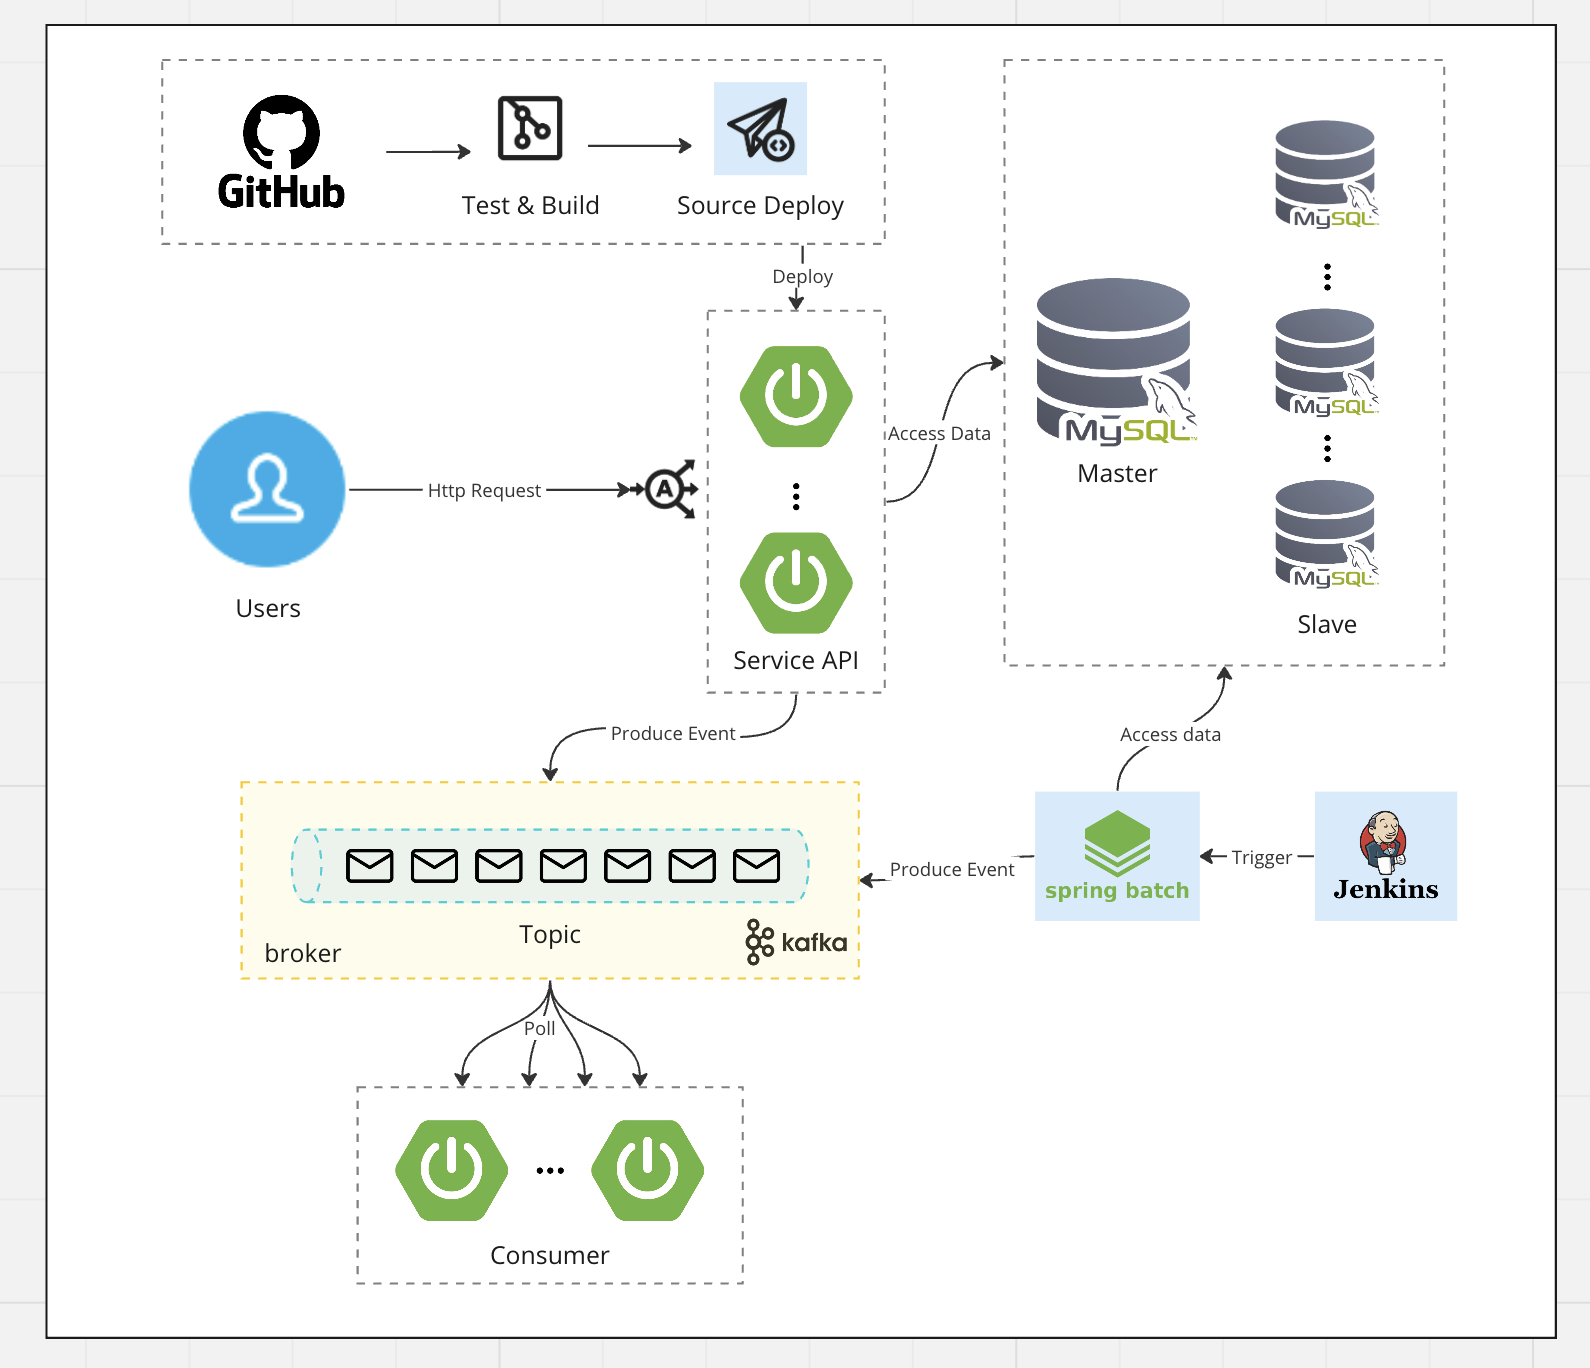 GitHub
Test & Build
Source Deploy
Deploy
MySQL
MySQL
MySQL
Master
MySQL
Slave
Access Data
Http Request
A
Users
Service API
Produce Event
Access data
broker
Topic
kafka
Produce Event
spring batch
Trigger
Jenkins
Poll
Consumer